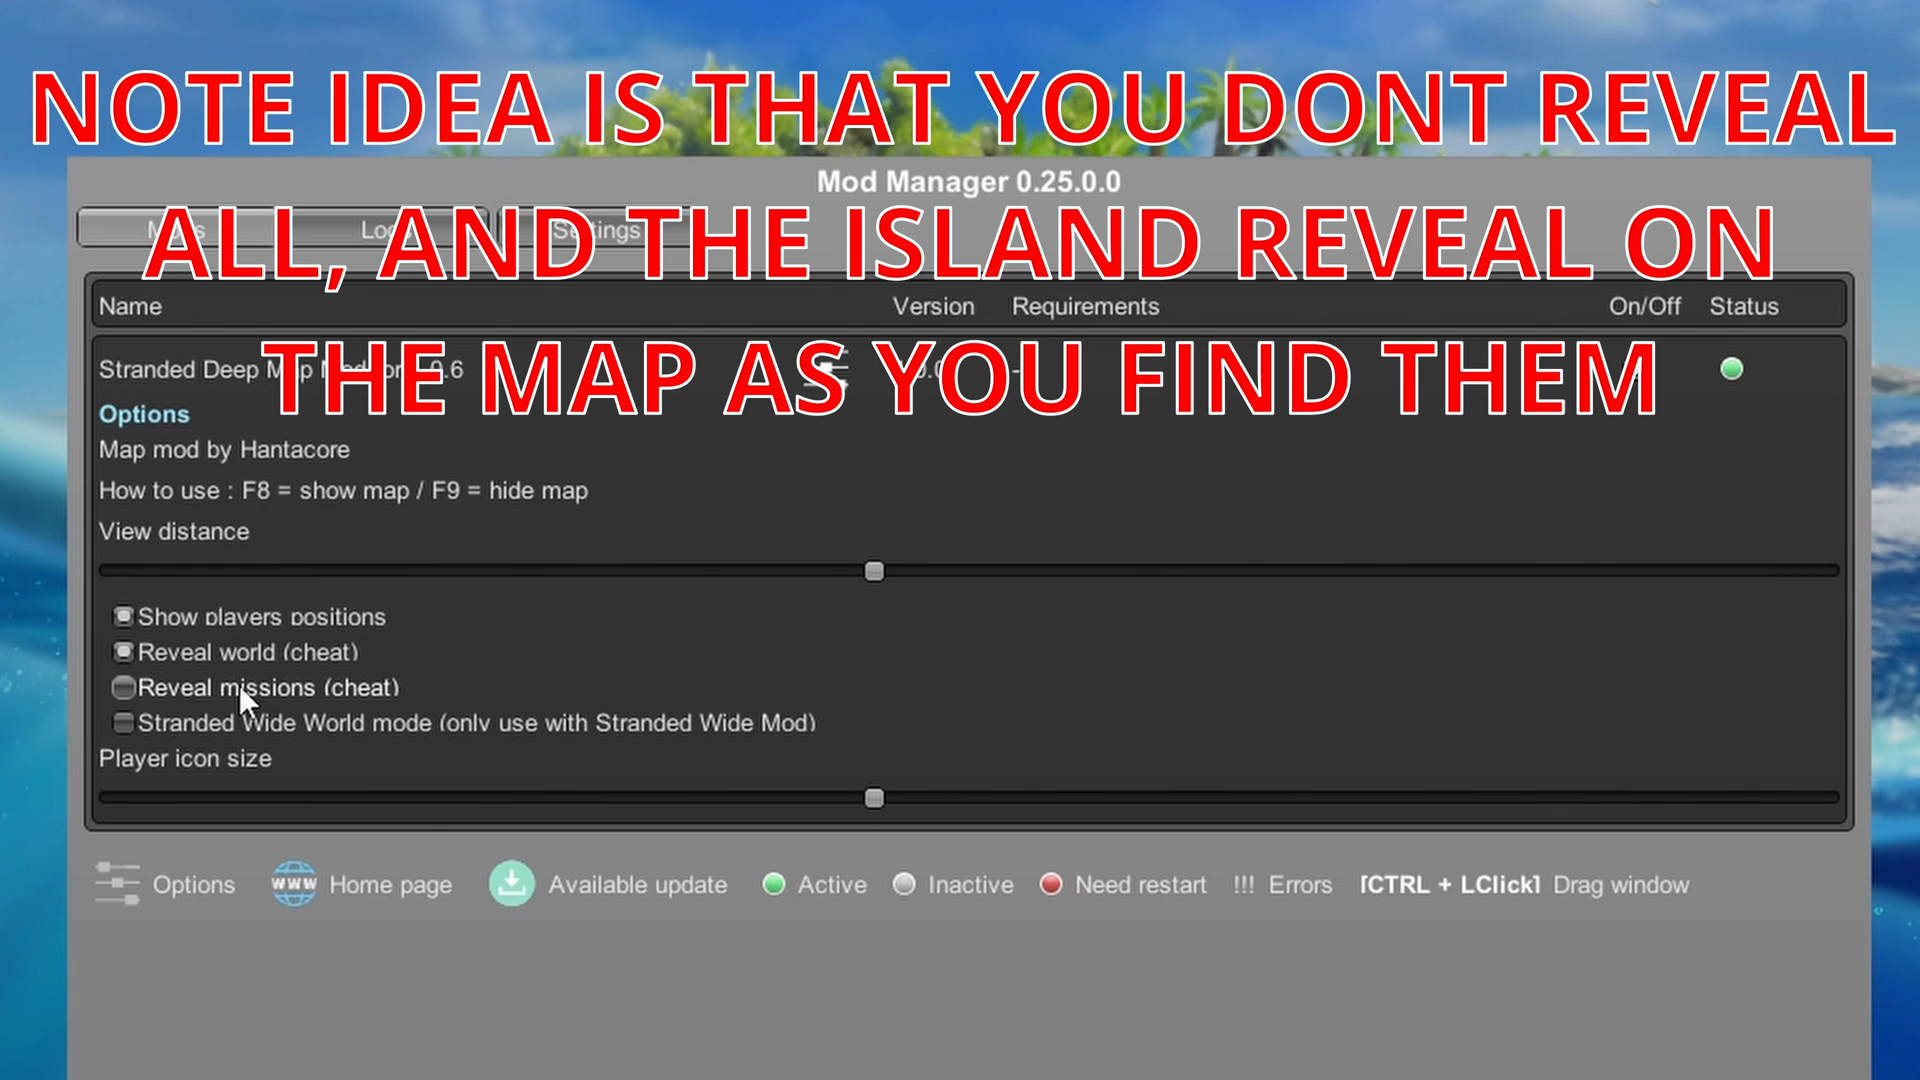 NOTE IDEA IS THAT YOU DONT REVEAL
Mod Manager 0.25.0.0
ALL, AND THE ISLAND REVEAL ON
Settings
Name Version Requirements On/Off Status
THE MAP AS YOU FIND THEM
Stranded Deep
Options
Map mod by Hantacore
How to use : F8 = show map / F9 = hide map
View distance
Show players positions
Reveal world (cheat)
Reveal missions (cheat)
Stranded Wide World mode (only use with Stranded Wide Mod)
Player icon size
Options www Home page Available update Active Inactive Need restart !!! Errors [CTRL + LClick] Drag window